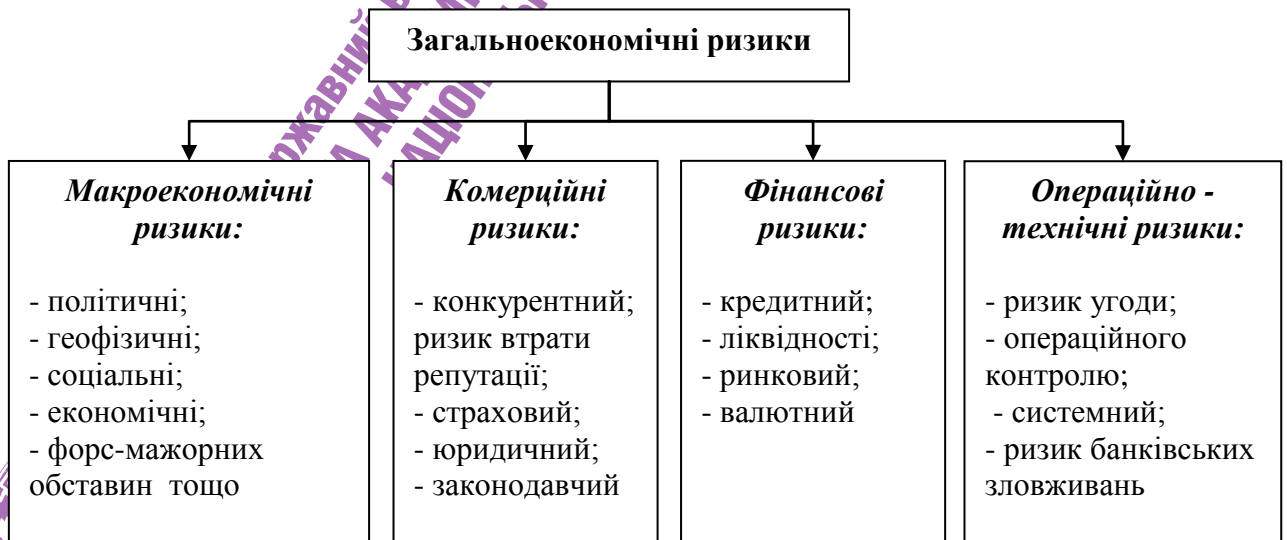 Загальноекономічні ризики
Макроекономічні
ризики:
- політичні;
- геофізичні;
- соціальні;
- економічні;
- форс-мажорних
обставин тощо
Комерційні
ризики:
- конкурентний;
ризик втрати
репутації;
- страховий;
- юридичний;
- законодавчий
Фінансові
ризики:
- кредитний;
- ліквідності;
- ринковий;
- валютний
Операційно -
технічні ризики:
- ризик угоди;
- операційного
контролю;
- системний;
- ризик банківських
зловживань